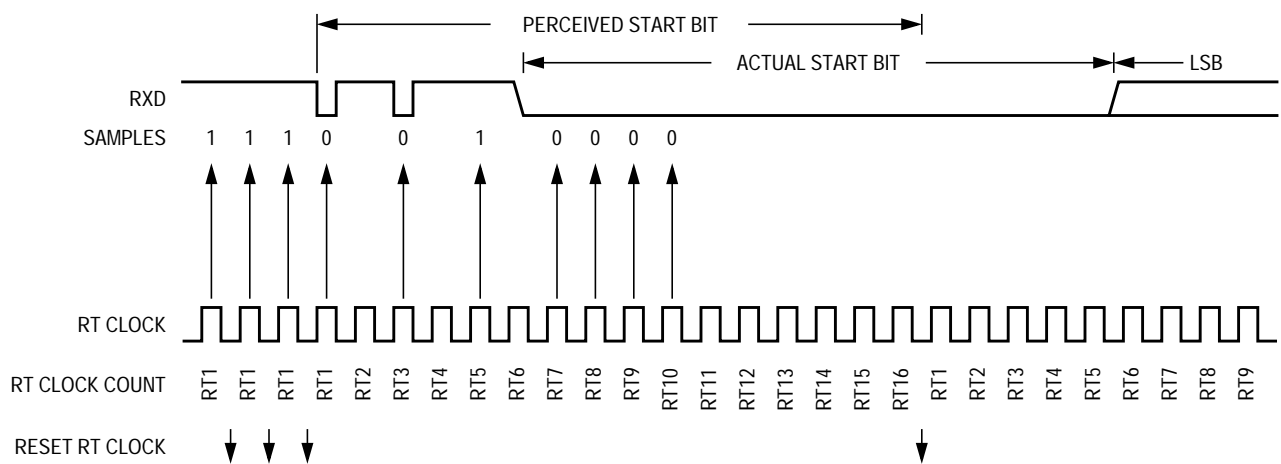 PERCEIVED START BIT
ACTUAL START BIT
LSB
RXD
SAMPLES 1 1 1 0 0 1 0 0 0 0
RT CLOCK
RT CLOCK COUNT RT1 RT1 RT1 RT1 RT2 RT3 RT4 RT5 RT6 RT7 RT8 RT9 RT10 RT11 RT12 RT13 RT14 RT15 RT16 RT1 RT2 RT3 RT4 RT5 RT6 RT7 RT8 RT9
RESET RT CLOCK